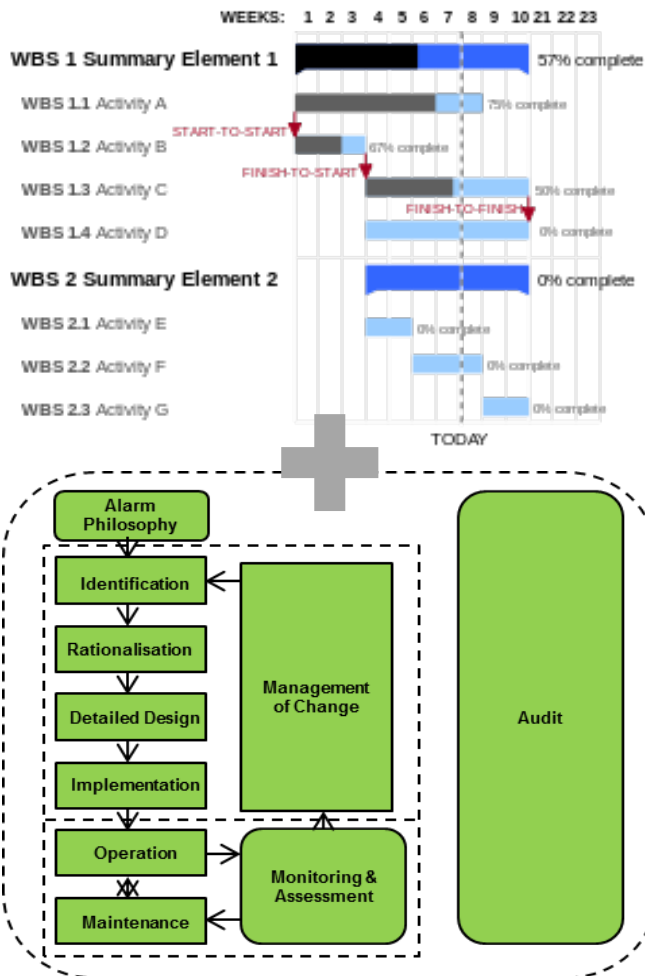 WEEKS: 1 2 3 4 5 6 7 8 9 10 21 22 23
WBS 1 Summary Element 1 57% complete
WBS 1.1 Activity A 75% complete
START-TO-START
WBS 1.2 Activity B 67% complete
FINISH-TO-START
WBS 1.3 Activity C 50% complete
FINISH-TO-FINISH
WBS 1.4 Activity D 0% complete
WBS 2 Summary Element 2 0% complete
WBS 2.1 Activity E 0% complete
WBS 2.2 Activity F 0% complete
WBS 2.3 Activity G 0% complete
TODAY
Alarm
Philosophy
Identification
Rationalisation
Detailed Design
Implementation
Operation
Maintenance
Management
of Change
Monitoring &
Assessment
Audit